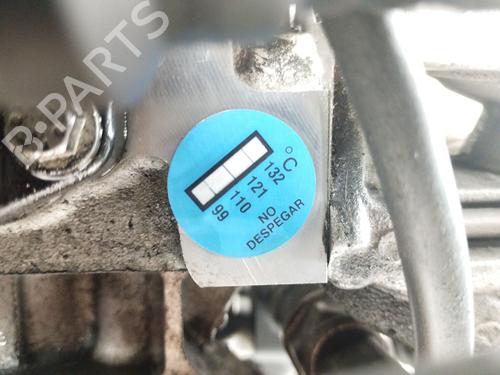 B-PARTS
°C
132
121
110
99
NO
DESPEGAR